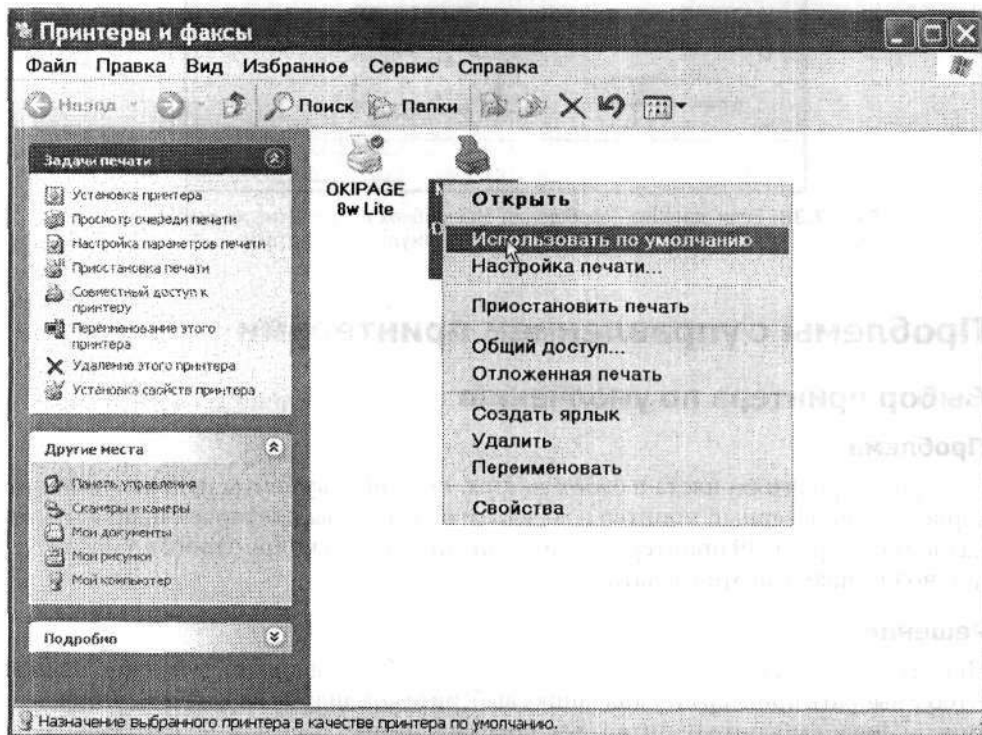 Принтеры и факсы
Файл Правка Вид Избранное Сервис Справка
Назад Поиск Папки
Задачи печати
Установка принтера
Просмотр очереди печати
Настройка параметров печати
Приостановка печати
Совместный доступ к
принтеру
Переименование этого
принтера
Удаление этого принтера
Установка свойств принтера
Другие места
Панель управления
Сканеры и камеры
Мои документы
Мои рисунки
Мой компьютер
Подробно
OKIPAGE
8w Lite
Открыть
Использовать по умолчанию
Настройка печати...
Приостановить печать
Общий доступ...
Отложенная печать
Создать ярлык
Удалить
Переименовать
Свойства
Назначение выбранного принтера в качестве принтера по умолчанию.
Проблемы с управлением принтерами
Выбор принтера по умолчанию
Проблема